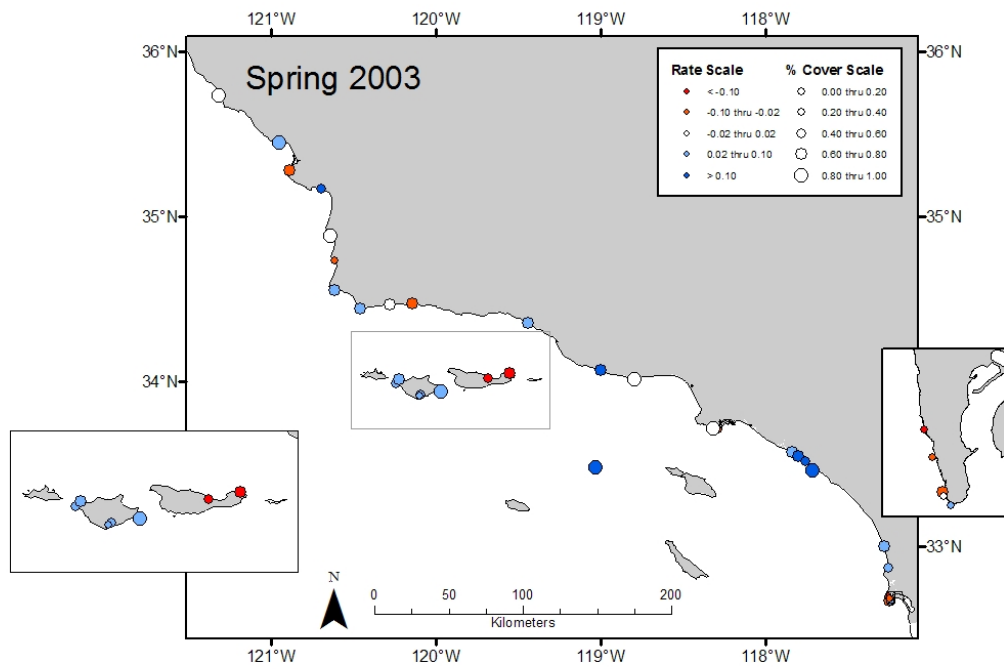 121°W 120°W 119°W 118°W
36°N 36°N
Spring 2003
Rate Scale % Cover Scale
< -0.10 0.00 thru 0.20
-0.10 thru -0.02 0.20 thru 0.40
-0.02 thru 0.02 0.40 thru 0.60
0.02 thru 0.10 0.60 thru 0.80
> 0.10 0.80 thru 1.00
35°N 35°N
34°N 34°N
33°N 33°N
N
0 50 100 200
Kilometers
121°W 120°W 119°W 118°W